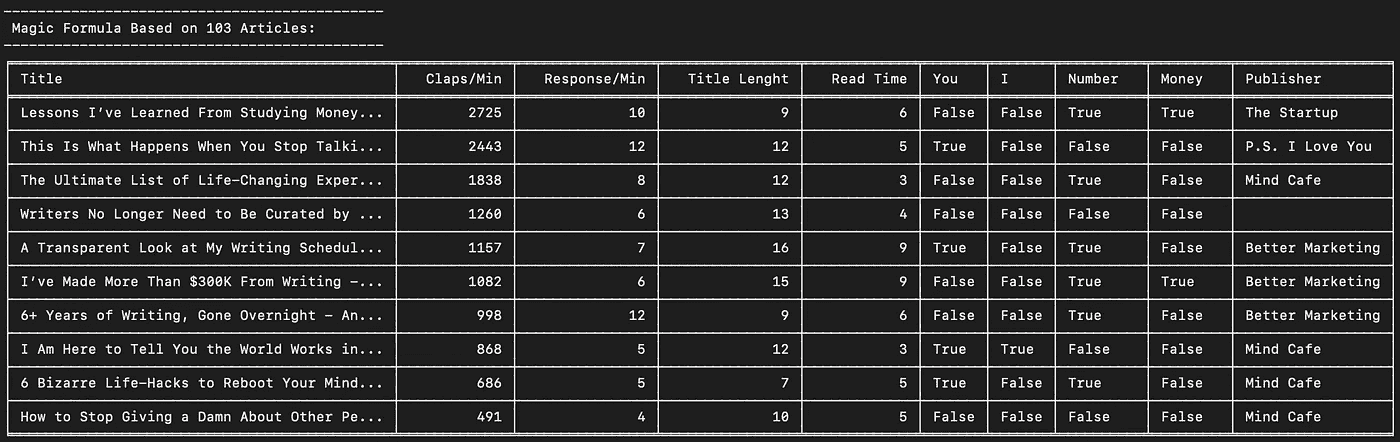 Magic Formula Based on 103 Articles:
Title Claps/Min Response/Min Title Lenght Read Time You I Number Money Publisher
Lessons I’ve Learned From Studying Money... 2725 10 9 6 False False True True The Startup
This Is What Happens When You Stop Talki... 2443 12 12 5 True False False False P.S. I Love You
The Ultimate List of Life-Changing Exper... 1838 8 12 3 False False True False Mind Cafe
Writers No Longer Need to Be Curated by ... 1260 6 13 4 False False False False
A Transparent Look at My Writing Schedul... 1157 7 16 9 True False True False Better Marketing
I’ve Made More Than $300K From Writing —... 1082 6 15 9 False False True True Better Marketing
6+ Years of Writing, Gone Overnight — An... 998 12 9 6 False False True False Better Marketing
I Am Here to Tell You the World Works in... 868 5 12 3 True True False False Mind Cafe
6 Bizarre Life-Hacks to Reboot Your Mind... 686 5 7 5 True False True False Mind Cafe
How to Stop Giving a Damn About Other Pe... 491 4 10 5 False False False False Mind Cafe